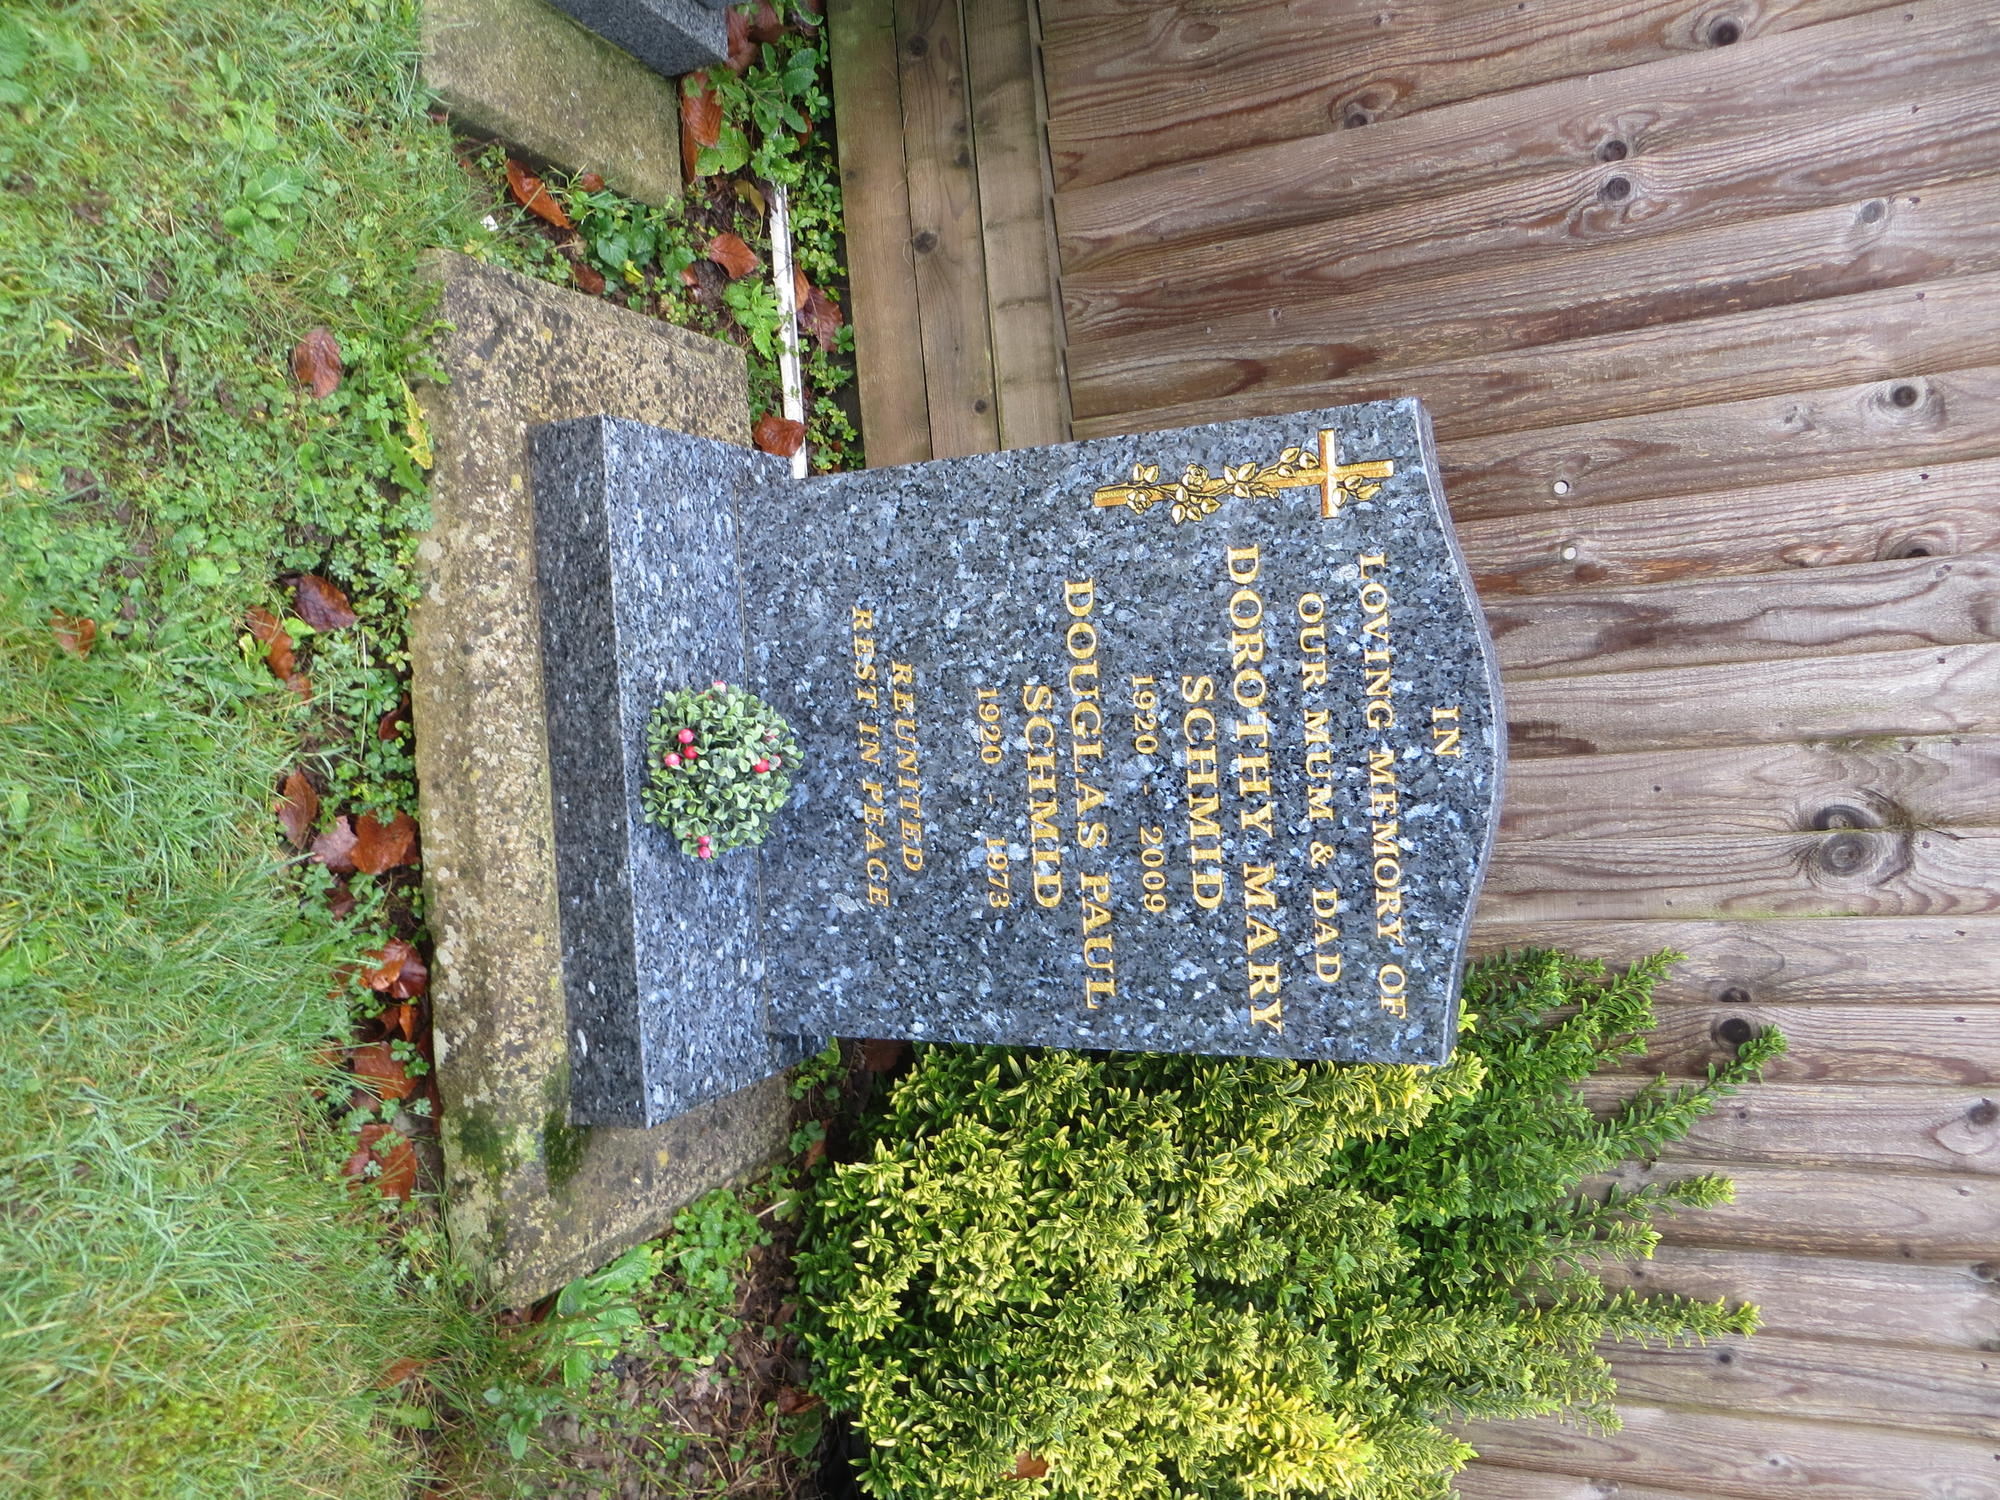 IN
LOVING MEMORY OF
OUR MUM & DAD
DOROTHY MARY
SCHMID
1920 - 2009
DOUGLAS PAUL
SCHMID
1920 - 1973
REUNITED
REST IN PEACE